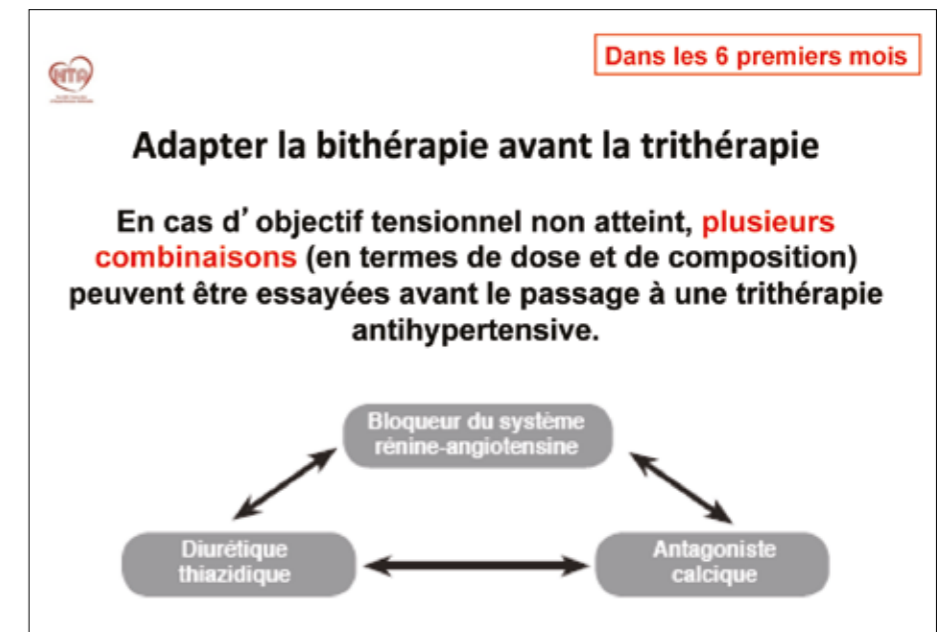 Dans les 6 premiers mois
HTA
Adapter la bithérapie avant la trithérapie
En cas d’ objectif tensionnel non atteint, plusieurs
combinaisons (en termes de dose et de composition)
peuvent être essayées avant le passage à une trithérapie
antihypertensive.
Bloqueur du système
rénine-angiotensine
Diurétique
thiazidique
Antagoniste
calcique